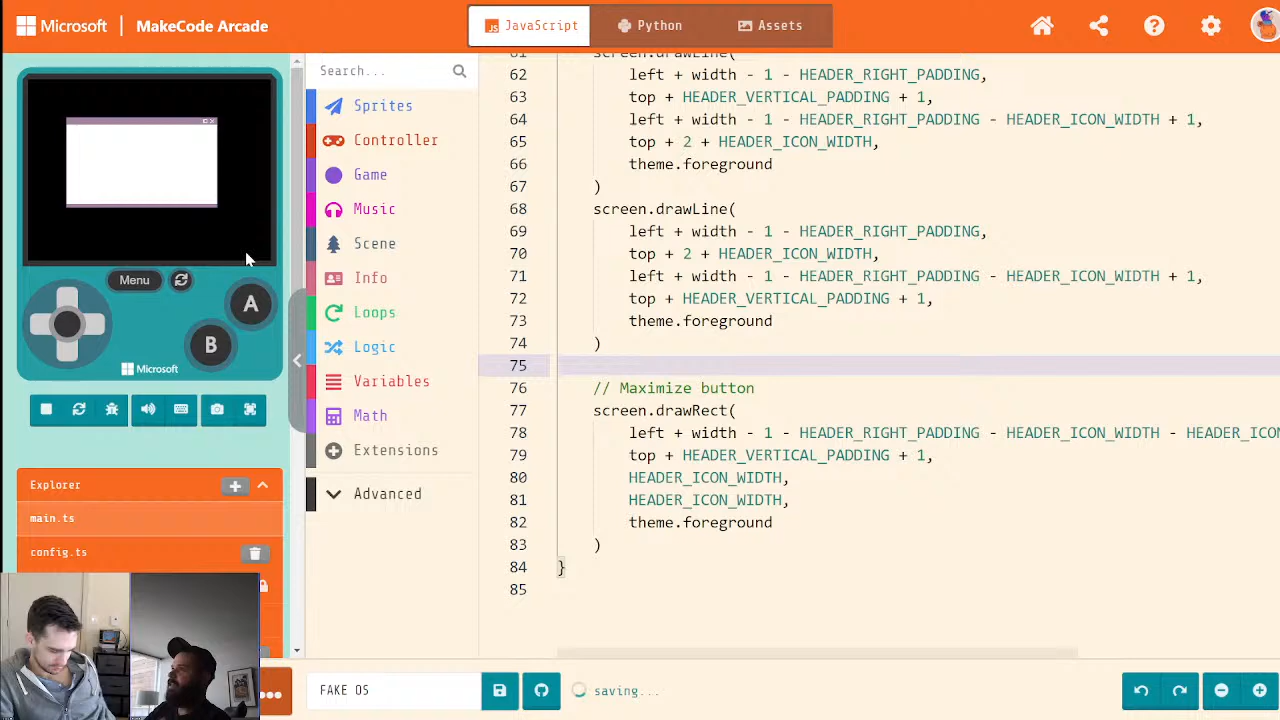 Microsoft | MakeCode Arcade
JS JavaScript
Python
Assets
Search...
Sprites
Controller
Game
Music
Scene
Info
Loops
Logic
Variables
Math
Extensions
Advanced
Menu
A
B
Microsoft
Explorer
main.ts
config.ts
61 screen.drawLine(
62 left + width - 1 - HEADER_RIGHT_PADDING,
63 top + HEADER_VERTICAL_PADDING + 1,
64 left + width - 1 - HEADER_RIGHT_PADDING - HEADER_ICON_WIDTH + 1,
65 top + 2 + HEADER_ICON_WIDTH,
66 theme.foreground
67 )
68 screen.drawLine(
69 left + width - 1 - HEADER_RIGHT_PADDING,
70 top + 2 + HEADER_ICON_WIDTH,
71 left + width - 1 - HEADER_RIGHT_PADDING - HEADER_ICON_WIDTH + 1,
72 top + HEADER_VERTICAL_PADDING + 1,
73 theme.foreground
74 )
75
76 // Maximize button
77 screen.drawRect(
78 left + width - 1 - HEADER_RIGHT_PADDING - HEADER_ICON_WIDTH - HEADER_ICON
79 top + HEADER_VERTICAL_PADDING + 1,
80 HEADER_ICON_WIDTH,
81 HEADER_ICON_WIDTH,
82 theme.foreground
83 )
84 }
85
FAKE OS
saving...